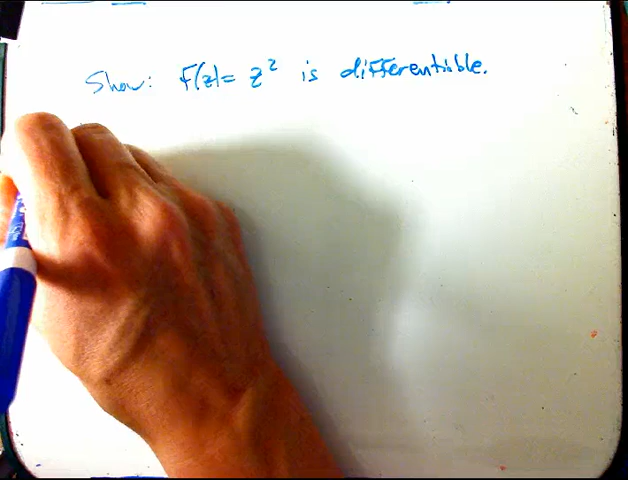 Show: f(z) = z² is differentiable.